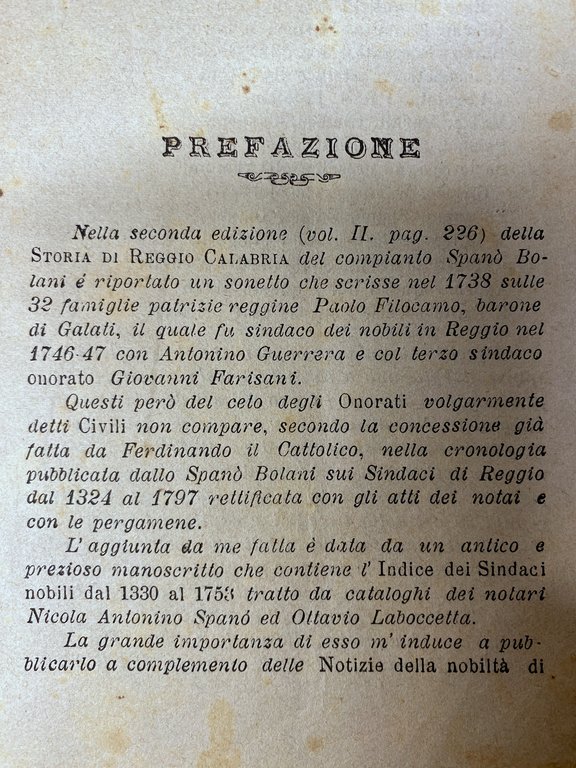 PREFAZIONE
Nella seconda edizione (vol. II. pag. 226) della
STORIA DI REGGIO CALABRIA del compianto Spanò Bo-
lani é riportato un sonetto che scrisse nel 1738 sulle
32 famiglie patrizie reggine Paolo Filocamo, barone
di Galati, il quale fu sindaco dei nobili in Reggio nel
1746-47 con Antonino Guerrera e col terzo sindaco
onorato Giovanni Farisani.
Questi però del ceto degli Onorati volgarmente
detti Civili non compare, secondo la concessione già
fatta da Ferdinando il Cattolico, nella cronologia
pubblicata dallo Spanò Bolani sui Sindaci di Reggio
dal 1324 al 1797 rettificata con gli atti dei notai e
con le pergamene.
L'aggiunta da me fatta è data da un antico e
prezioso manoscritto che contiene l'Indice dei Sindaci
nobili dal 1330 al 1753 tratto da cataloghi dei notari
Nicola Antonino Spanó ed Ottavio Laboccetta.
La grande importanza di esso m'induce a pub-
blicarlo a complemento delle Notizie della nobiltà di